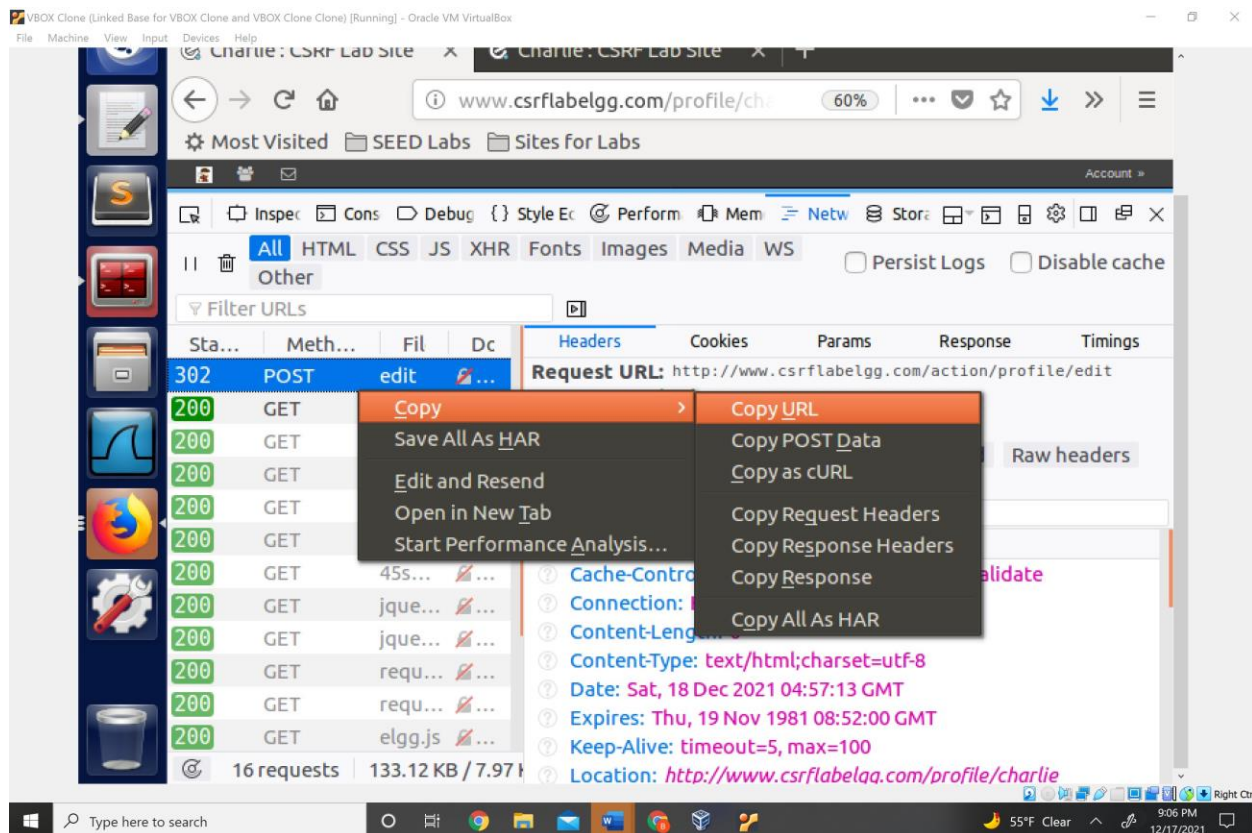 VBOX Clone (Linked Base for VBOX Clone and VBOX Clone Clone) [Running] - Oracle VM VirtualBox
File Machine View Input Devices Help
Charlie : CSRF Lab Site × Charlie : CSRF Lab Site × +
www.csrflabelgg.com/profile/cha 60%
Most Visited SEED Labs Sites for Labs
Account »
Inspec Cons Debug {} Style Ec Perform Mem Netw Stora
All HTML CSS JS XHR Fonts Images Media WS
Other
Persist Logs Disable cache
Filter URLs
Sta... Meth... Fil Dc Headers Cookies Params Response Timings
302 POST edit ... Request URL: http://www.csrflabelgg.com/action/profile/edit
200 GET Copy > Copy URL
200 GET Save All As HAR Copy POST Data
Raw headers
200 GET Edit and Resend Copy as cURL
200 GET Open in New Tab Copy Request Headers
200 GET Start Performance Analysis... Copy Response Headers
200 GET 45s... ... Cache-Contro Copy Response alidate
200 GET jque... ... Connection:
Copy All As HAR
200 GET jque... ... Content-Leng
200 GET requ... ... Content-Type: text/html;charset=utf-8
200 GET requ... ... Date: Sat, 18 Dec 2021 04:57:13 GMT
Expires: Thu, 19 Nov 1981 08:52:00 GMT
200 GET elgg.js ... Keep-Alive: timeout=5, max=100
16 requests 133.12 KB / 7.97 Location: http://www.csrflabelgg.com/profile/charlie
Right Ctr
Type here to search 55°F Clear 9:06 PM
12/17/2021